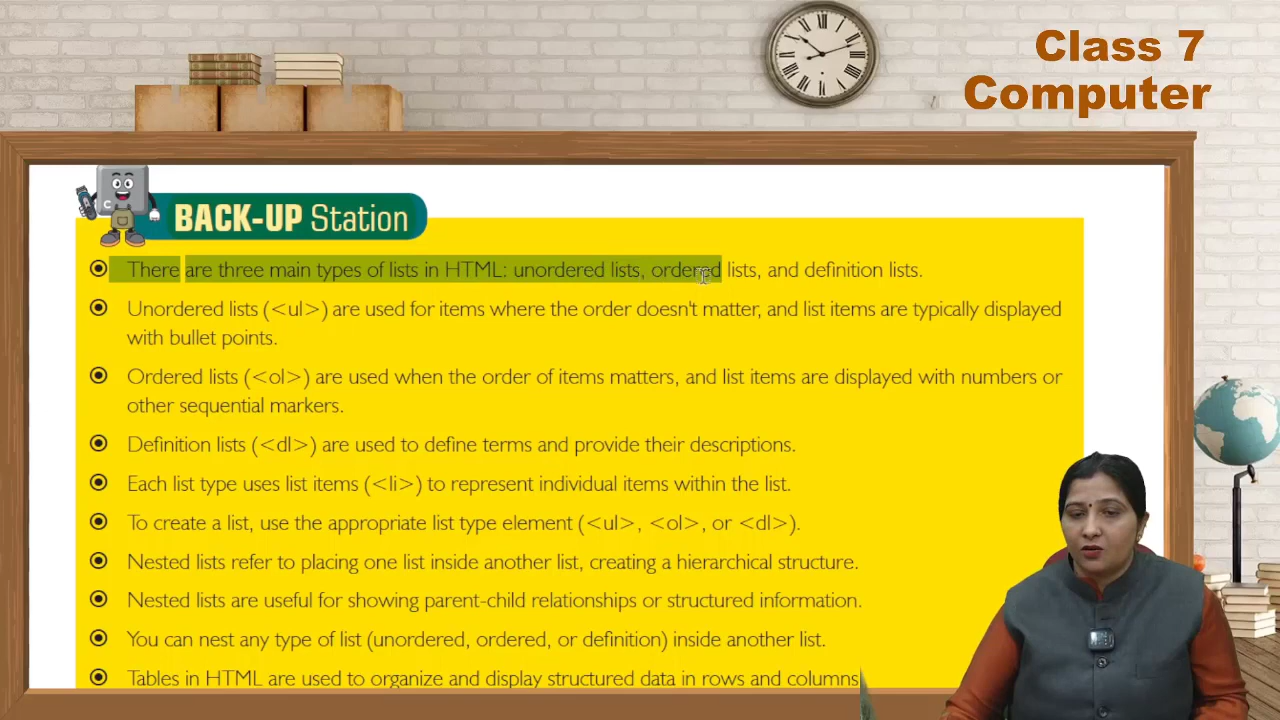 Class 7
Computer
BACK-UP Station
There are three main types of lists in HTML: unordered lists, ordered lists, and definition lists.
Unordered lists (<ul>) are used for items where the order doesn't matter, and list items are typically displayed
with bullet points.
Ordered lists (<ol>) are used when the order of items matters, and list items are displayed with numbers or
other sequential markers.
Definition lists (<dl>) are used to define terms and provide their descriptions.
Each list type uses list items (<li>) to represent individual items within the list.
To create a list, use the appropriate list type element (<ul>, <ol>, or <dl>).
Nested lists refer to placing one list inside another list, creating a hierarchical structure.
Nested lists are useful for showing parent-child relationships or structured information.
You can nest any type of list (unordered, ordered, or definition) inside another list.
Tables in HTML are used to organize and display structured data in rows and columns